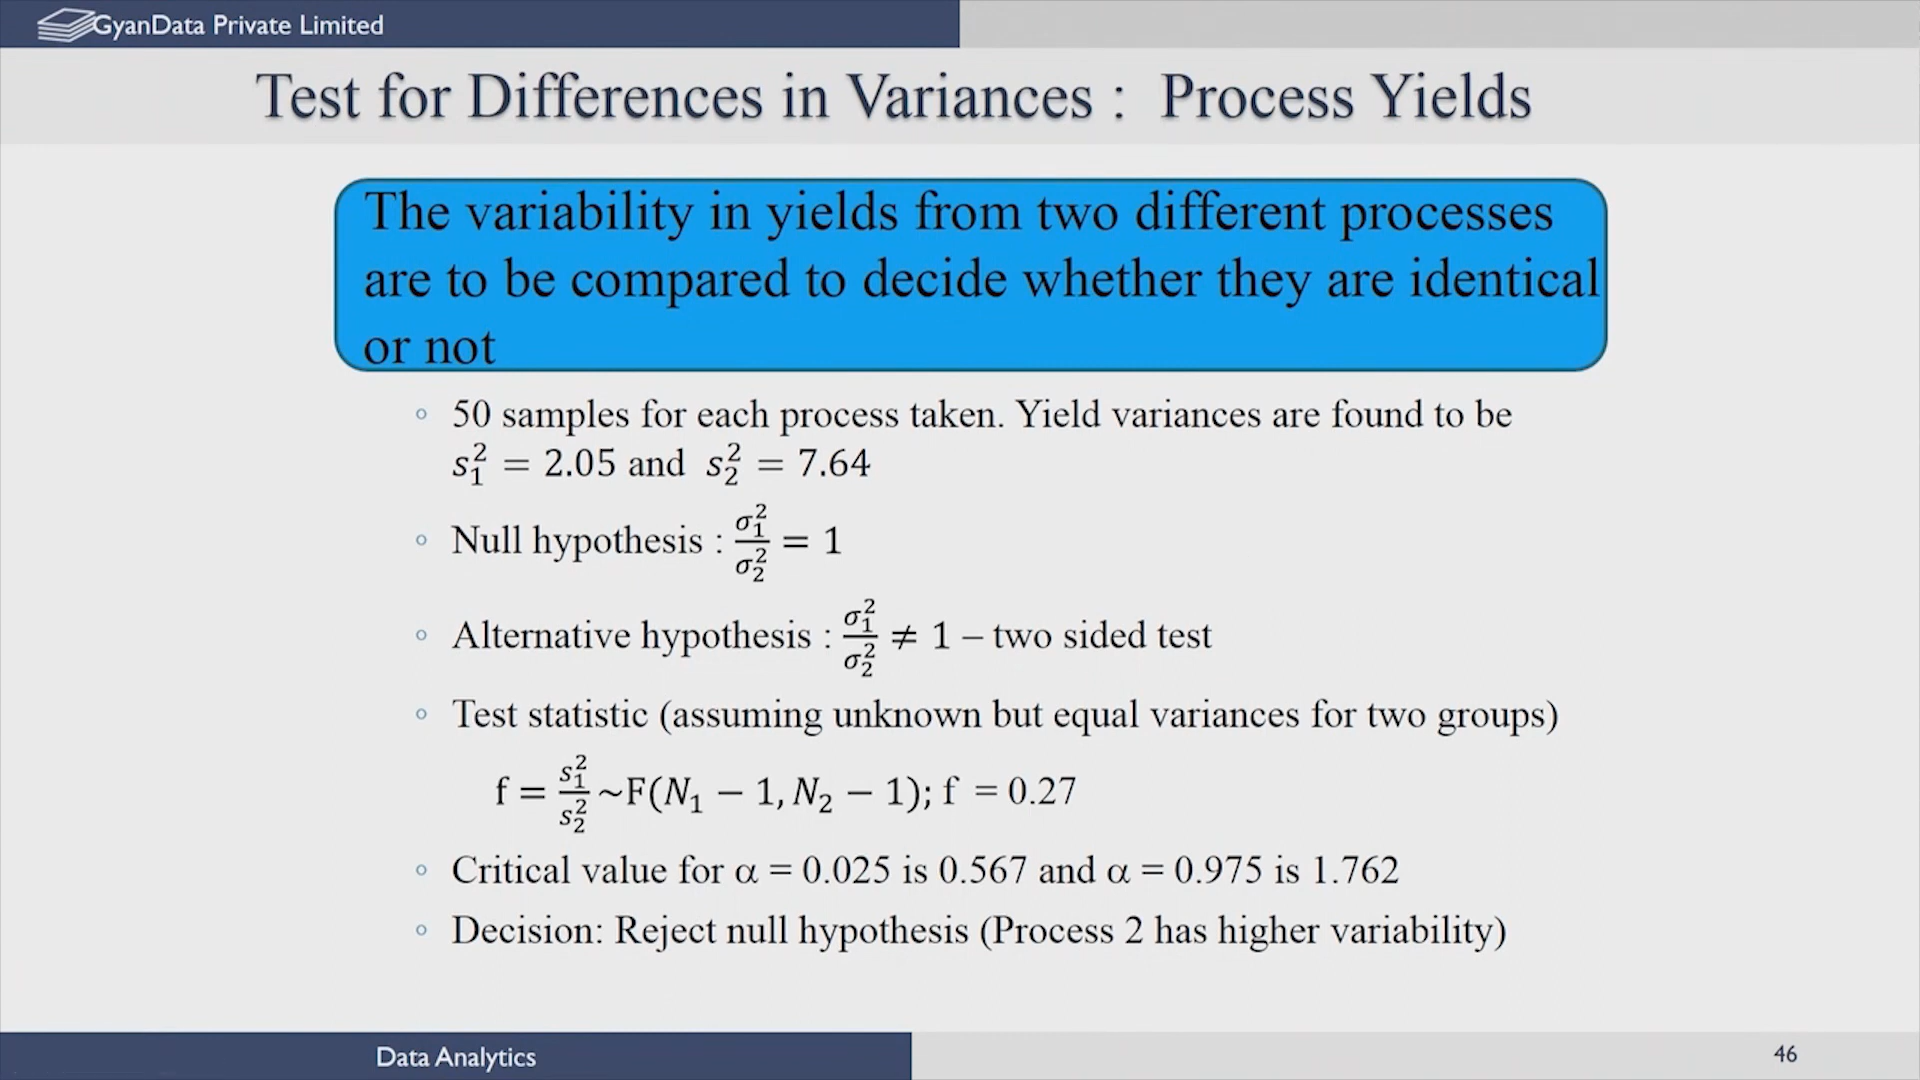 GyanData Private Limited
Test for Differences in Variances : Process Yields
The variability in yields from two different processes
are to be compared to decide whether they are identical
or not
◦ 50 samples for each process taken. Yield variances are found to be
s₁² = 2.05 and s₂² = 7.64
◦ Null hypothesis : σ₁²/σ₂² = 1
◦ Alternative hypothesis : σ₁²/σ₂² ≠ 1 – two sided test
◦ Test statistic (assuming unknown but equal variances for two groups)
f = s₁²/s₂² ~F(N₁ − 1, N₂ − 1); f = 0.27
◦ Critical value for α = 0.025 is 0.567 and α = 0.975 is 1.762
◦ Decision: Reject null hypothesis (Process 2 has higher variability)
Data Analytics
46